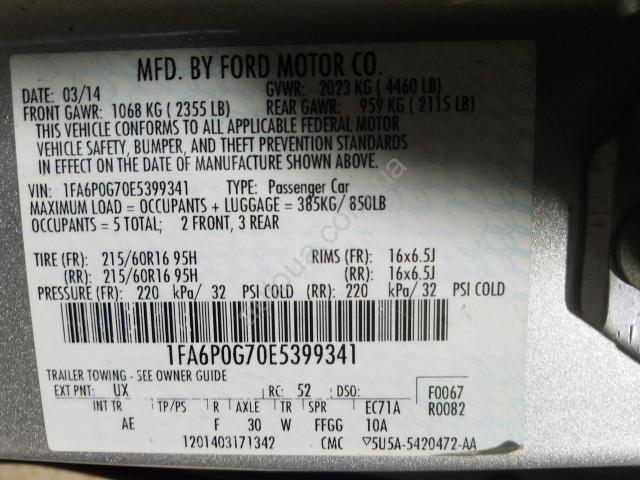 MFD. BY FORD MOTOR CO.
DATE: 03/14 GVWR: 2023 KG ( 4460 LB)
FRONT GAWR: 1068 KG ( 2355 LB) REAR GAWR: 959 KG ( 2115 LB)
THIS VEHICLE CONFORMS TO ALL APPLICABLE FEDERAL MOTOR
VEHICLE SAFETY, BUMPER, AND THEFT PREVENTION STANDARDS
IN EFFECT ON THE DATE OF MANUFACTURE SHOWN ABOVE.
VIN: 1FA6P0G70E5399341 TYPE: Passenger Car
MAXIMUM LOAD = OCCUPANTS + LUGGAGE = 385KG/ 850LB
OCCUPANTS = 5 TOTAL; 2 FRONT, 3 REAR
TIRE (FR): 215/60R16 95H RIMS (FR): 16x6.5J
(RR): 215/60R16 95H (RR): 16x6.5J
PRESSURE (FR): 220 kPa/ 32 PSI COLD (RR): 220 kPa/ 32 PSI COLD
1FA6P0G70E5399341
TRAILER TOWING - SEE OWNER GUIDE
EXT PNT: UX RC: 52 DSO: F0067
INT TR TP/PS R AXLE TR SPR EC71A R0082
AE F 30 W FFGG 10A
1201403171342 CMC ▽5U5A-5420472-AA